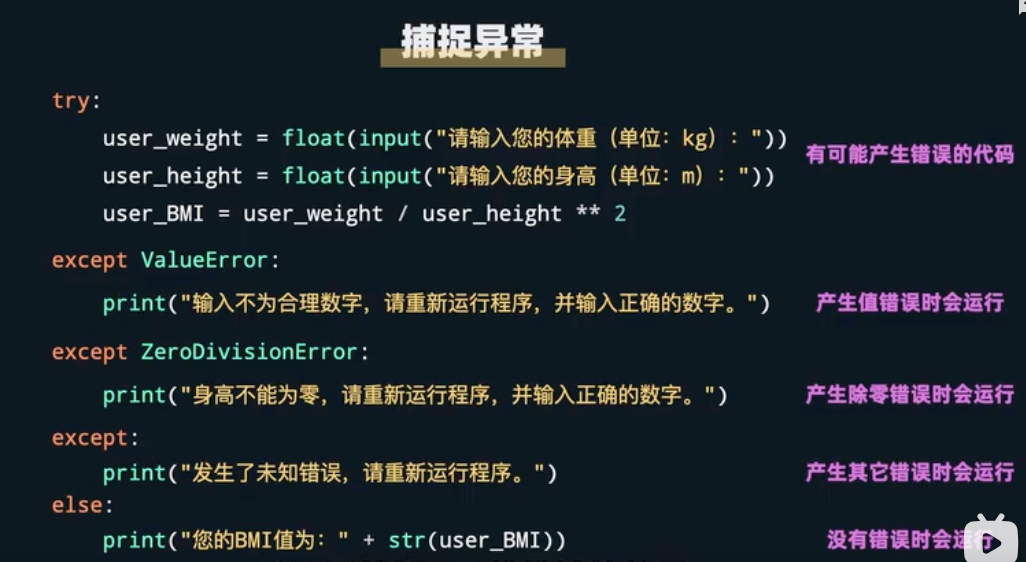 捕捉异常
try:
user_weight = float(input("请输入您的体重（单位：kg）："))
有可能产生错误的代码
user_height = float(input("请输入您的身高（单位：m）："))
user_BMI = user_weight / user_height ** 2
except ValueError:
print("输入不为合理数字，请重新运行程序，并输入正确的数字。") 产生值错误时会运行
except ZeroDivisionError:
print("身高不能为零，请重新运行程序，并输入正确的数字。") 产生除零错误时会运行
except:
print("发生了未知错误，请重新运行程序。") 产生其它错误时会运行
else:
print("您的BMI值为：" + str(user_BMI)) 没有错误时会运行